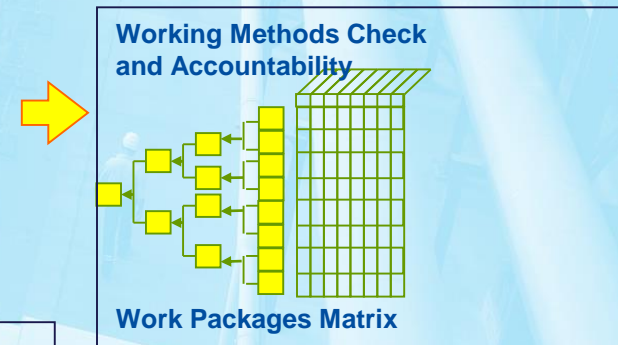 Working Methods Check
and Accountability
Work Packages Matrix